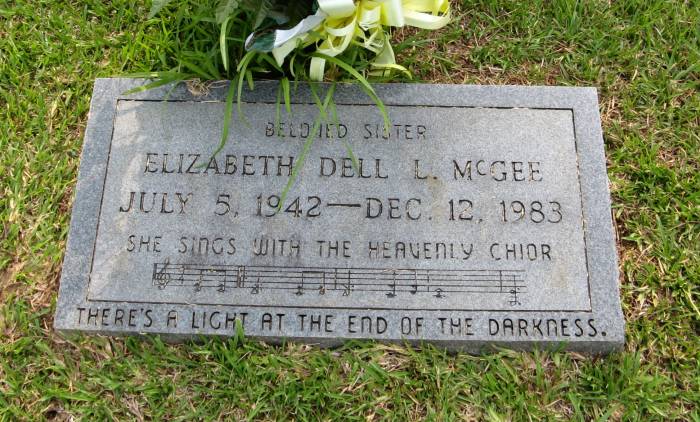 BELOVED SISTER
ELIZABETH DELL L. McGEE
JULY 5, 1942—DEC. 12, 1983
SHE SINGS WITH THE HEAVENLY CHIOR
THERE'S A LIGHT AT THE END OF THE DARKNESS.